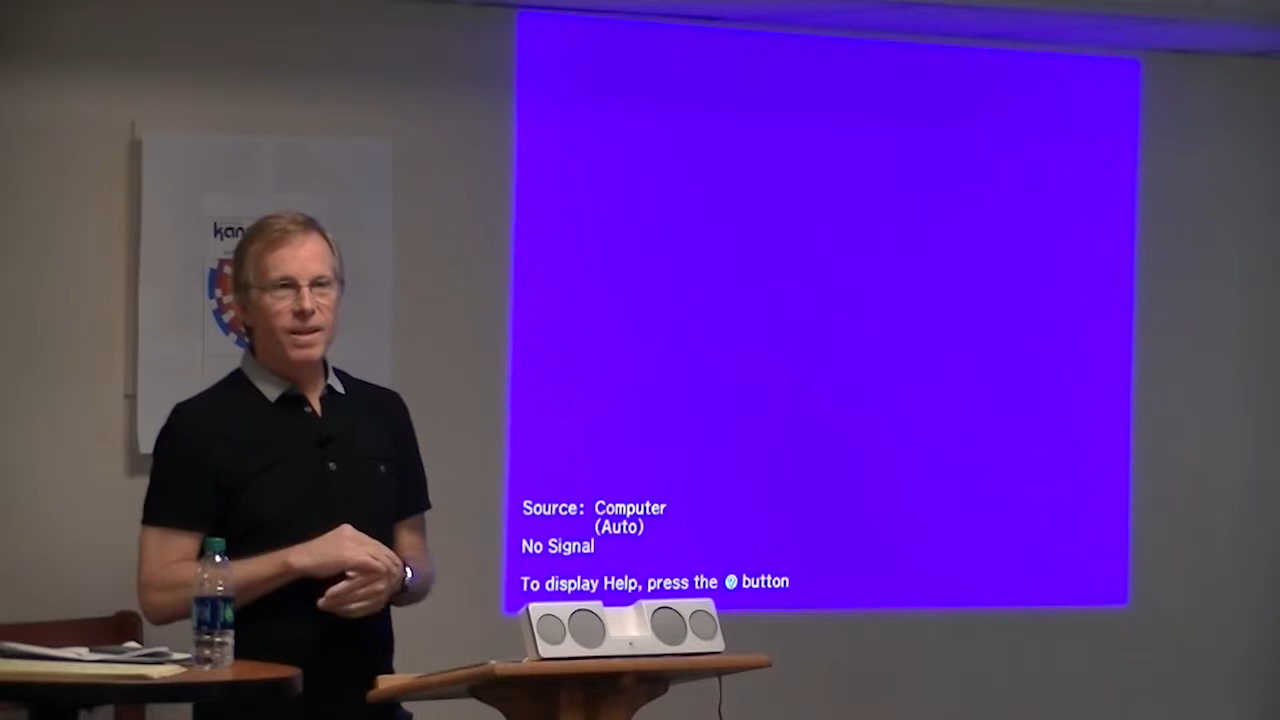 Source: Computer
(Auto)
No Signal
To display Help, press the ? button